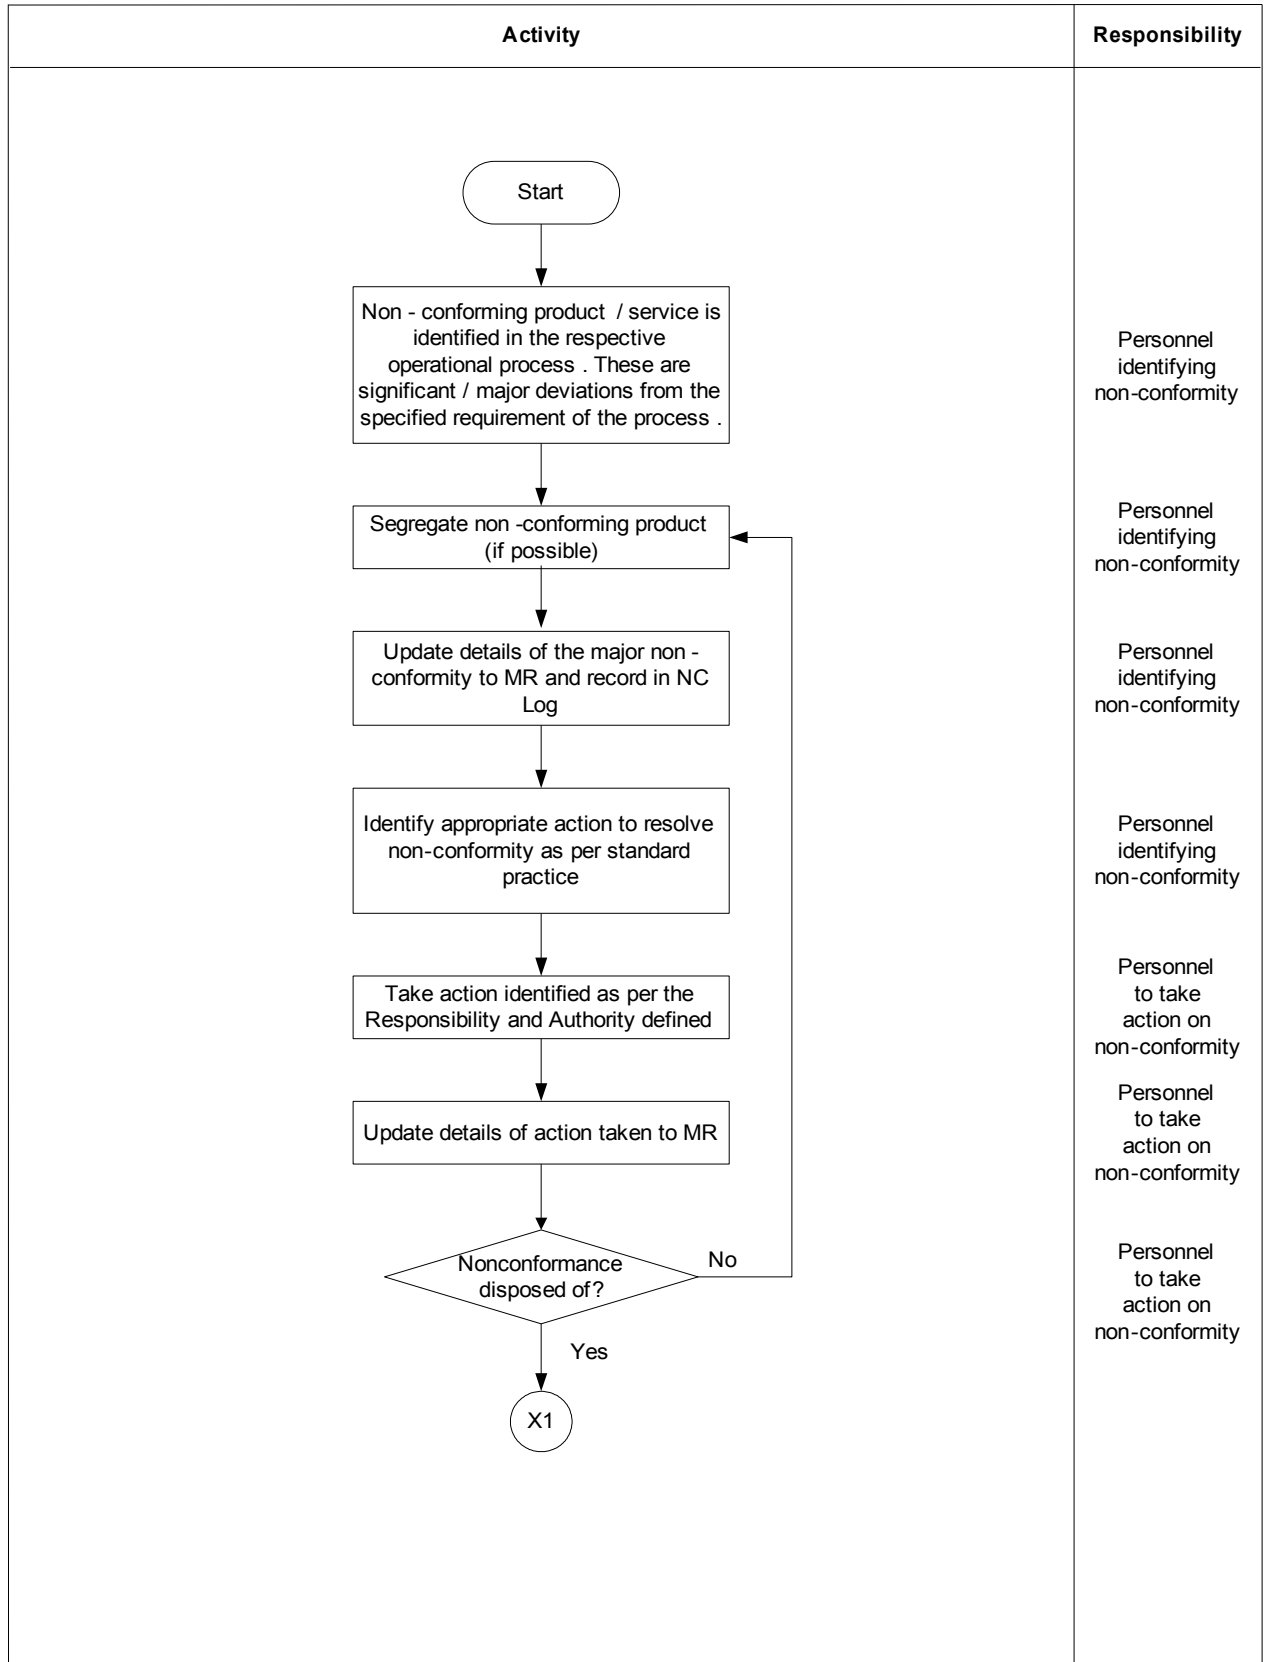 Activity
Responsibility
Start
Non - conforming product / service is
identified in the respective
operational process . These are
significant / major deviations from the
specified requirement of the process .
Personnel
identifying
non-conformity
Segregate non -conforming product
(if possible)
Personnel
identifying
non-conformity
Update details of the major non -
conformity to MR and record in NC
Log
Personnel
identifying
non-conformity
Identify appropriate action to resolve
non-conformity as per standard
practice
Personnel
identifying
non-conformity
Take action identified as per the
Responsibility and Authority defined
Personnel
to take
action on
non-conformity
Update details of action taken to MR
Personnel
to take
action on
non-conformity
Nonconformance
disposed of?
No
Personnel
to take
action on
non-conformity
Yes
X1